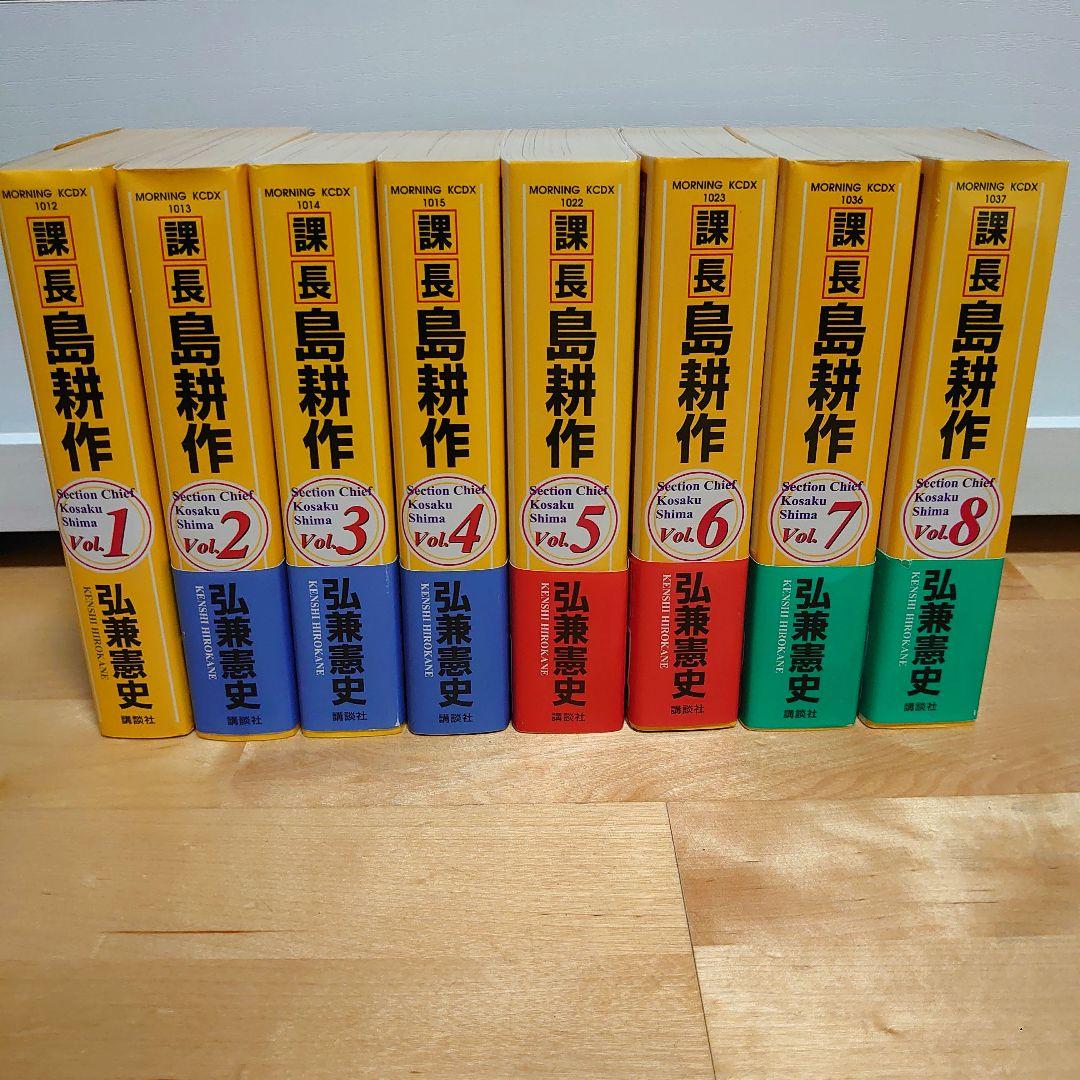 MORNING KCDX
1012
課長
島耕作
Section Chief
Kosaku
Shima
Vol.1
弘兼憲史
KENSHI HIROKANE
講談社
MORNING KCDX
1013
課長
島耕作
Section Chief
Kosaku
Shima
Vol.2
弘兼憲史
KENSHI HIROKANE
講談社
MORNING KCDX
1014
課長
島耕作
Section Chief
Kosaku
Shima
Vol.3
弘兼憲史
KENSHI HIROKANE
講談社
MORNING KCDX
1015
課長
島耕作
Section Chief
Kosaku
Shima
Vol.4
弘兼憲史
KENSHI HIROKANE
講談社
MORNING KCDX
1022
課長
島耕作
Section Chief
Kosaku
Shima
Vol.5
弘兼憲史
KENSHI HIROKANE
講談社
MORNING KCDX
1023
課長
島耕作
Section Chief
Kosaku
Shima
Vol.6
弘兼憲史
KENSHI HIROKANE
講談社
MORNING KCDX
1036
課長
島耕作
Section Chief
Kosaku
Shima
Vol.7
弘兼憲史
KENSHI HIROKANE
講談社
MORNING KCDX
1037
課長
島耕作
Section Chief
Kosaku
Shima
Vol.8
弘兼憲史
KENSHI HIROKANE
講談社